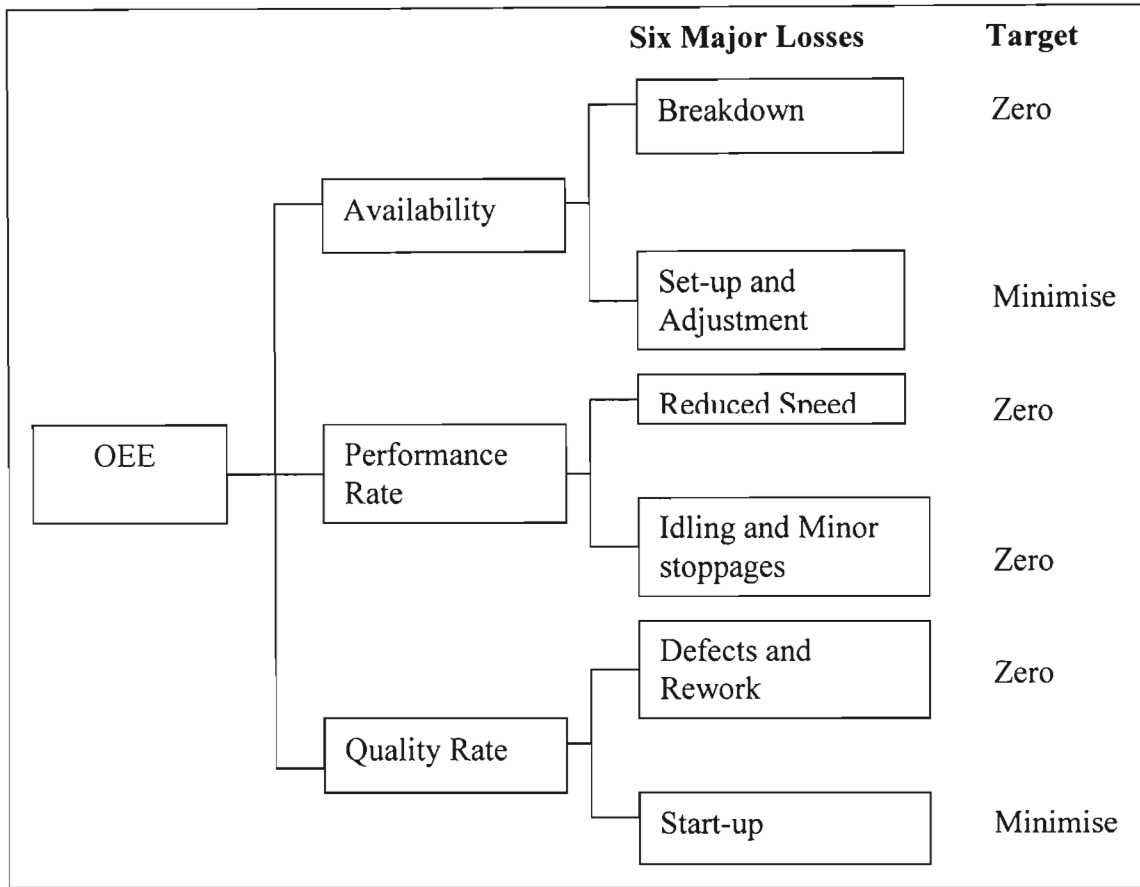 Six Major Losses Target
Breakdown Zero
Availability
Set-up and Minimise
Adjustment
Reduced Speed Zero
OEE
Performance
Rate
Idling and Minor
stoppages Zero
Defects and Zero
Rework
Quality Rate
Start-up Minimise